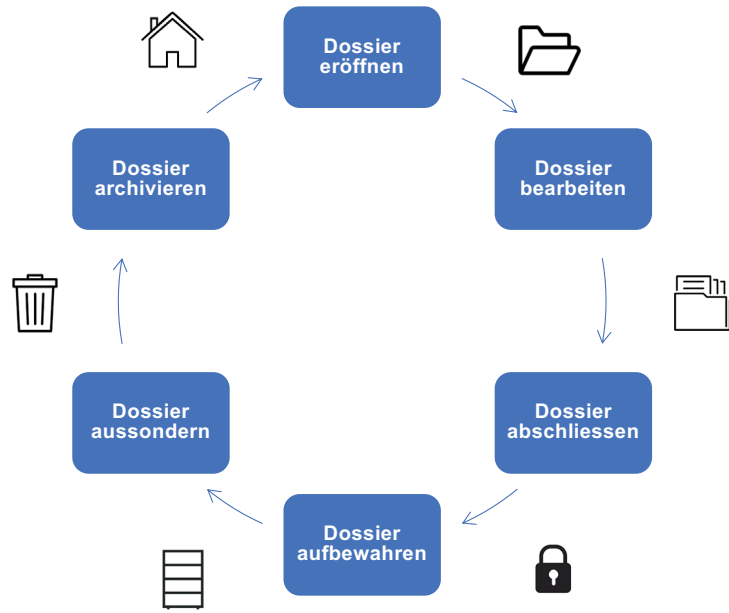 Dossier
eröffnen
Dossier
bearbeiten
Dossier
abschliessen
Dossier
aufbewahren
Dossier
aussondern
Dossier
archivieren